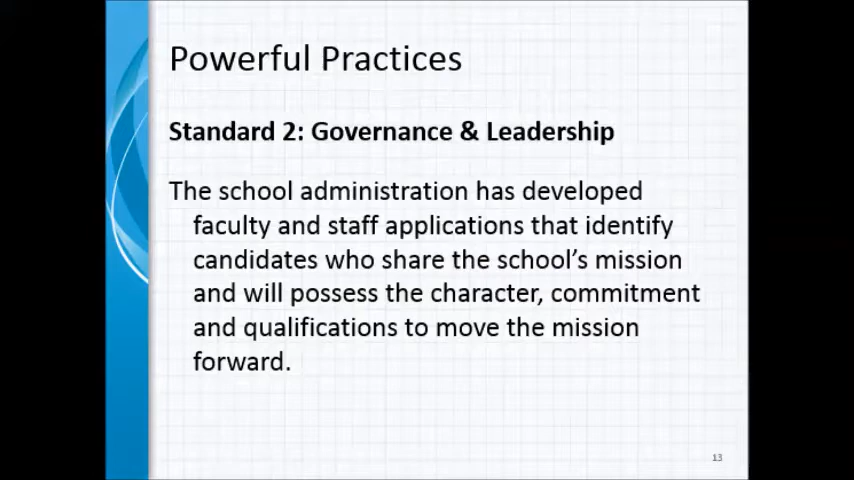 Powerful Practices
Standard 2: Governance & Leadership
The school administration has developed
faculty and staff applications that identify
candidates who share the school's mission
and will possess the character, commitment
and qualifications to move the mission
forward.
13